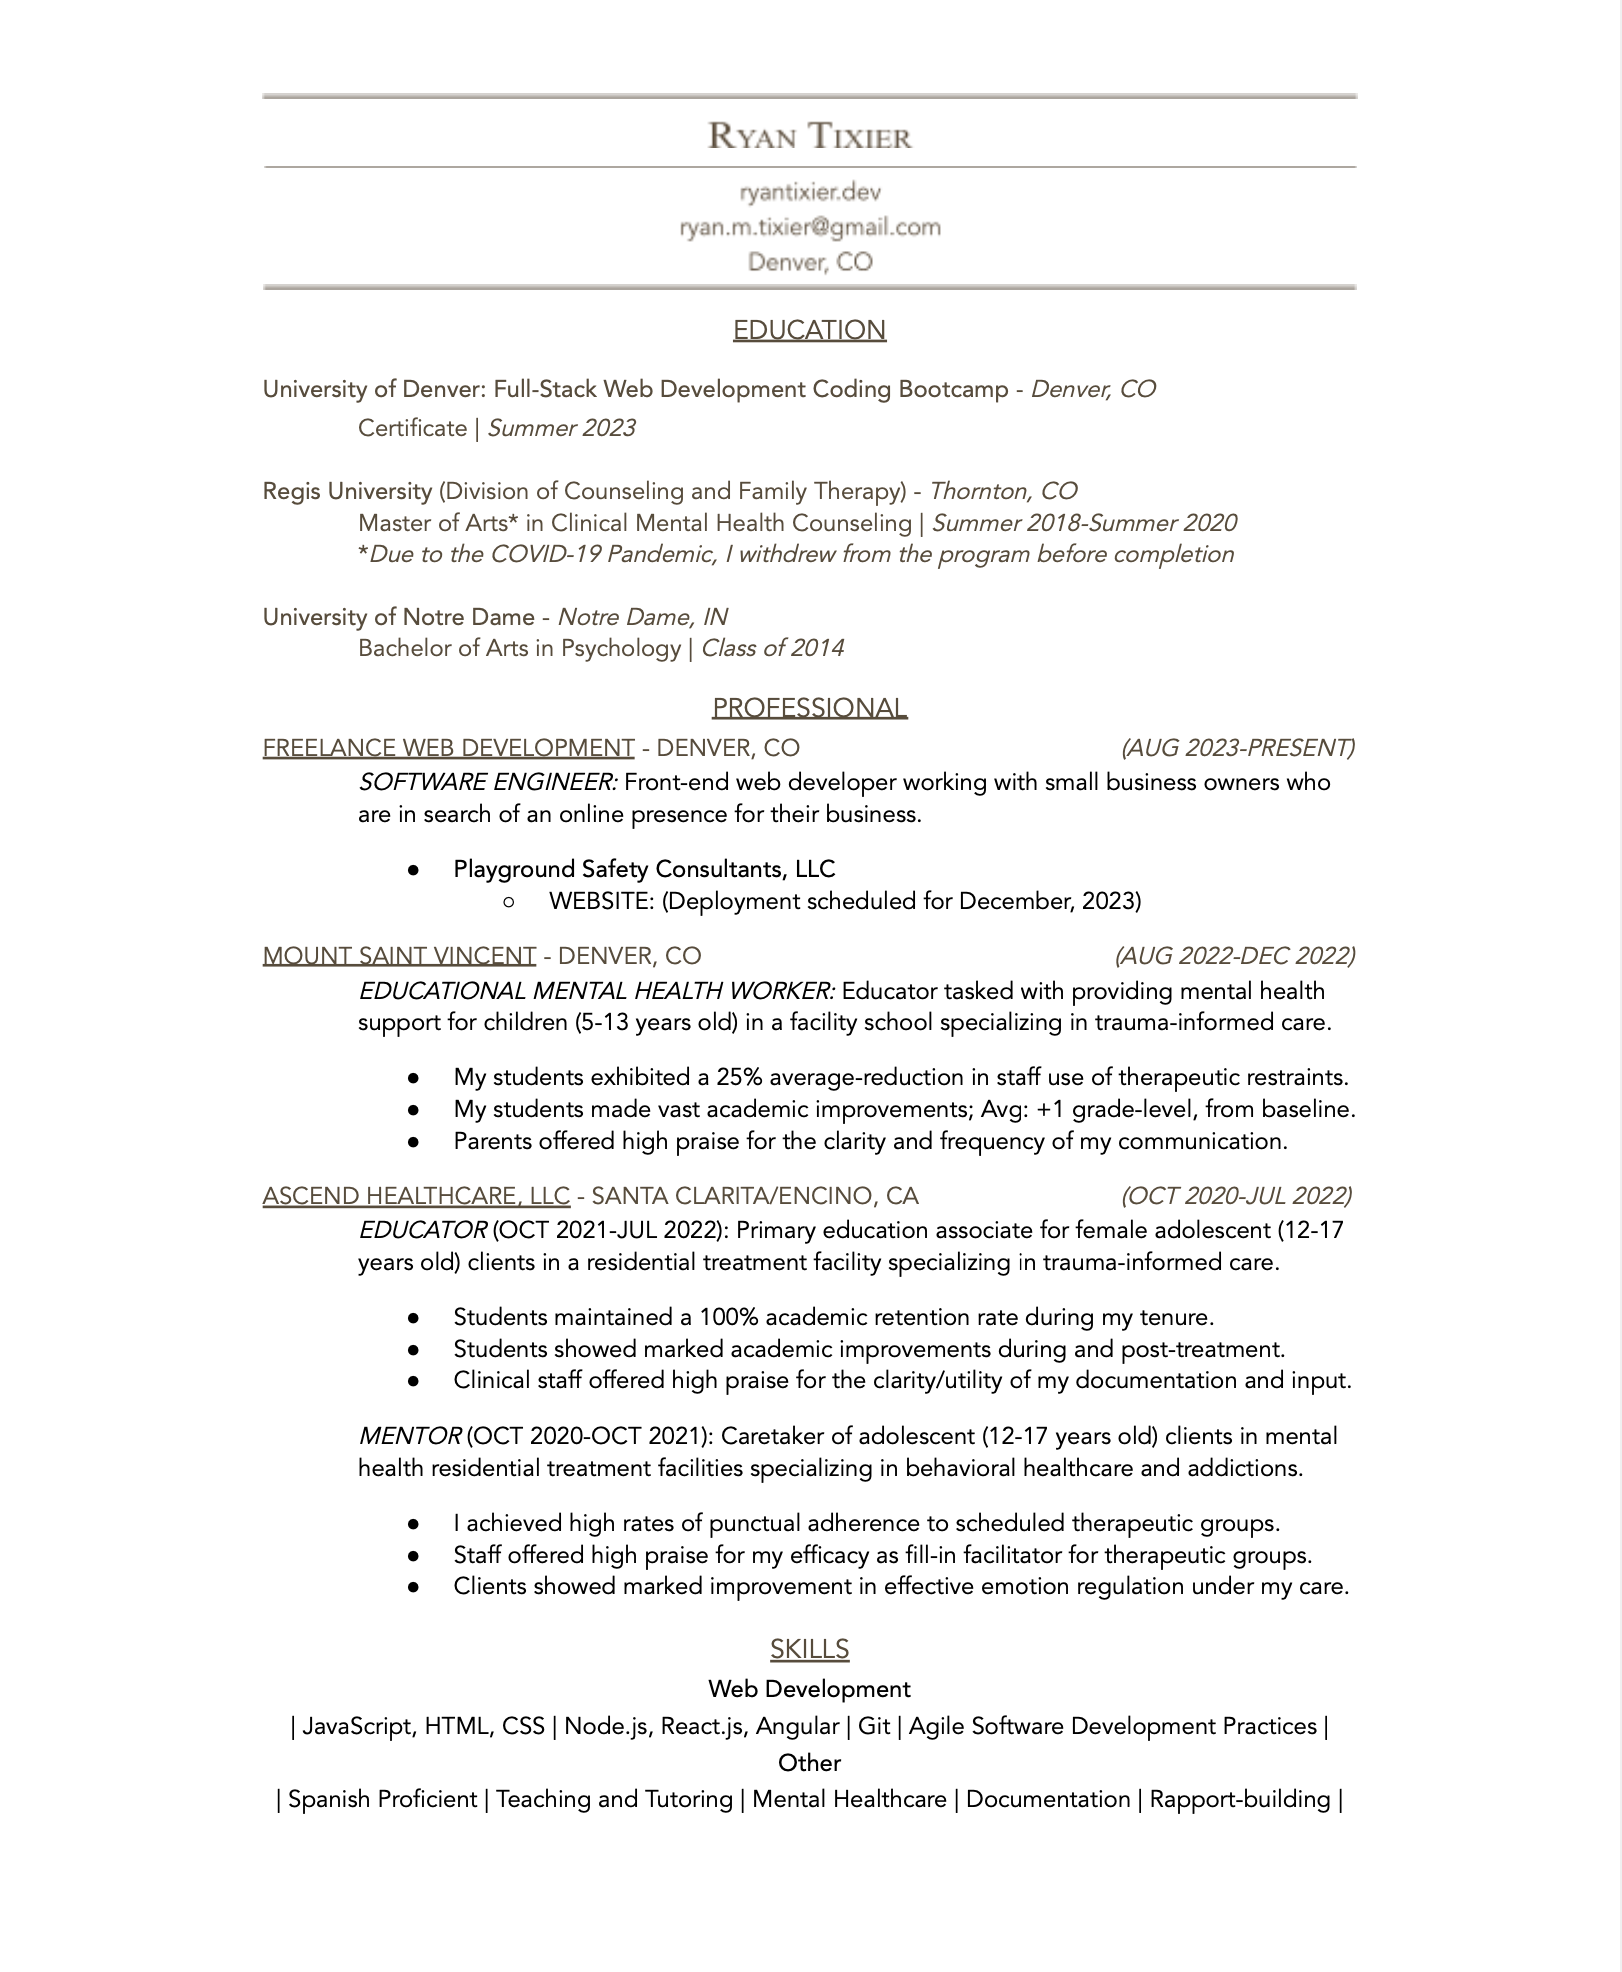 RYAN TIXIER
ryantixier.dev
ryan.m.tixier@gmail.com
Denver, CO
EDUCATION
University of Denver: Full-Stack Web Development Coding Bootcamp - Denver, CO
Certificate | Summer 2023
Regis University (Division of Counseling and Family Therapy) - Thornton, CO
Master of Arts* in Clinical Mental Health Counseling | Summer 2018-Summer 2020
*Due to the COVID-19 Pandemic, I withdrew from the program before completion
University of Notre Dame - Notre Dame, IN
Bachelor of Arts in Psychology | Class of 2014
PROFESSIONAL
FREELANCE WEB DEVELOPMENT - DENVER, CO (AUG 2023-PRESENT)
SOFTWARE ENGINEER: Front-end web developer working with small business owners who
are in search of an online presence for their business.
● Playground Safety Consultants, LLC
○ WEBSITE: (Deployment scheduled for December, 2023)
MOUNT SAINT VINCENT - DENVER, CO (AUG 2022-DEC 2022)
EDUCATIONAL MENTAL HEALTH WORKER: Educator tasked with providing mental health
support for children (5-13 years old) in a facility school specializing in trauma-informed care.
● My students exhibited a 25% average-reduction in staff use of therapeutic restraints.
● My students made vast academic improvements; Avg: +1 grade-level, from baseline.
● Parents offered high praise for the clarity and frequency of my communication.
ASCEND HEALTHCARE, LLC - SANTA CLARITA/ENCINO, CA (OCT 2020-JUL 2022)
EDUCATOR (OCT 2021-JUL 2022): Primary education associate for female adolescent (12-17
years old) clients in a residential treatment facility specializing in trauma-informed care.
● Students maintained a 100% academic retention rate during my tenure.
● Students showed marked academic improvements during and post-treatment.
● Clinical staff offered high praise for the clarity/utility of my documentation and input.
MENTOR (OCT 2020-OCT 2021): Caretaker of adolescent (12-17 years old) clients in mental
health residential treatment facilities specializing in behavioral healthcare and addictions.
● I achieved high rates of punctual adherence to scheduled therapeutic groups.
● Staff offered high praise for my efficacy as fill-in facilitator for therapeutic groups.
● Clients showed marked improvement in effective emotion regulation under my care.
SKILLS
Web Development
| JavaScript, HTML, CSS | Node.js, React.js, Angular | Git | Agile Software Development Practices |
Other
| Spanish Proficient | Teaching and Tutoring | Mental Healthcare | Documentation | Rapport-building |